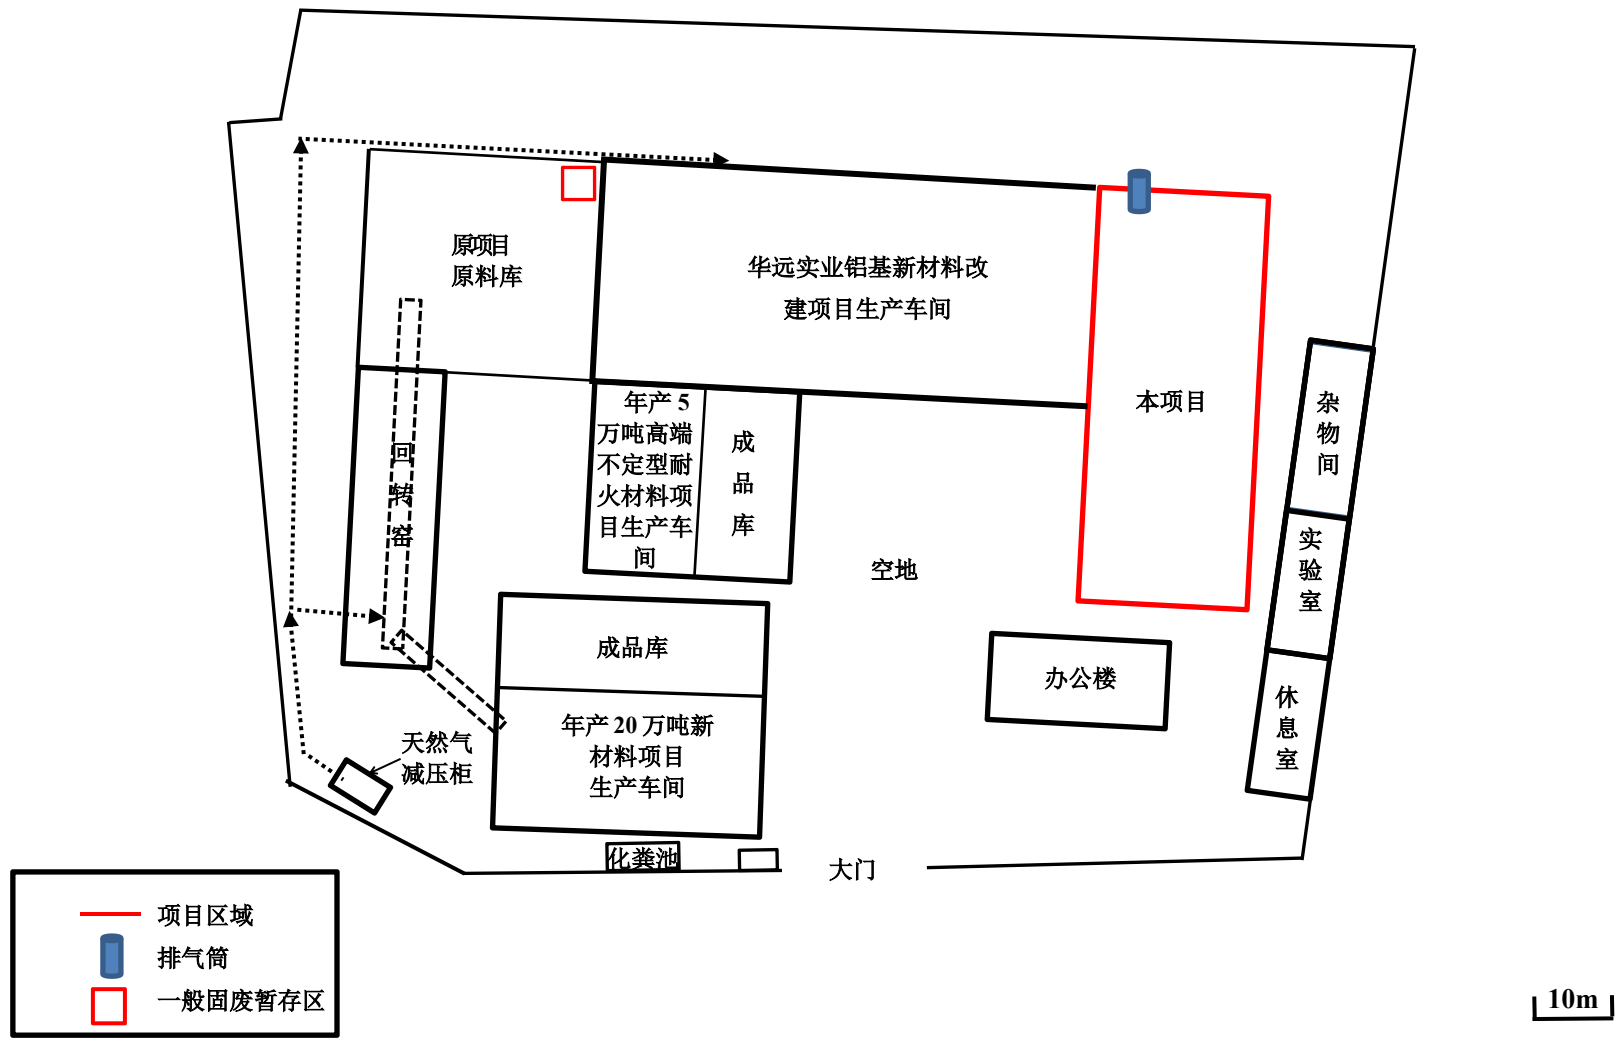 原项目
原料库
华远实业铝基新材料改
建项目生产车间
本项目
杂
物
间
实
验
室
休
息
室
回
转
窑
年产 5
万吨高端
不定型耐
火材料项
目生产车
间
成
品
库
空地
成品库
年产 20 万吨新
材料项目
生产车间
办公楼
天然气
减压柜
化粪池
大门
项目区域
排气筒
一般固废暂存区
10m